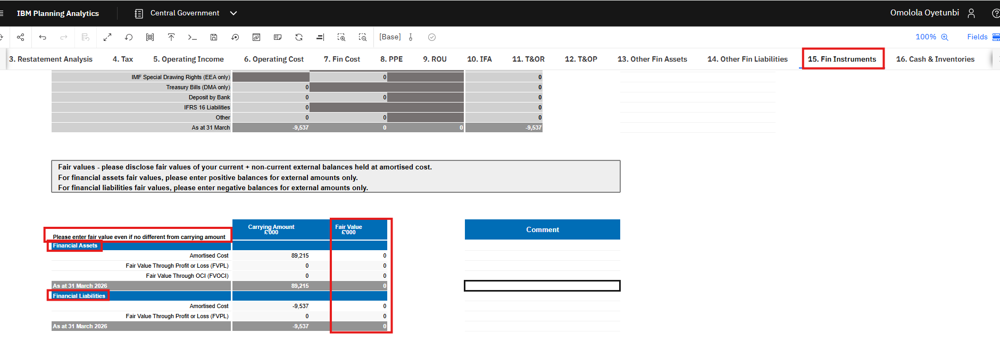 IBM Planning Analytics
Central Government
Omolola Oyetunbi
[Base]
100%
Fields
3. Restatement Analysis
4. Tax
5. Operating Income
6. Operating Cost
7. Fin Cost
8. PPE
9. ROU
10. IFA
11. T&OR
12. T&OP
13. Other Fin Assets
14. Other Fin Liabilities
15. Fin Instruments
16. Cash & Inventories
IMF Special Drawing Rights (EEA only) 0 0
Treasury Bills (DMA only) 0 0
Deposit by Bank 0 0 0
IFRS 16 Liabilities 0 0
Other 0 0 0
As at 31 March -9,537 0 0 -9,537
Fair values - please disclose fair values of your current + non-current external balances held at amortised cost.
For financial assets fair values, please enter positive balances for external amounts only.
For financial liabilities fair values, please enter negative balances for external amounts only.
Carrying Amount
£'000
Fair Value
£'000
Comment
Please enter fair value even if no different from carrying amount
Financial Assets
Amortised Cost 89,215 0
Fair Value Through Profit or Loss (FVPL) 0 0
Fair Value Through OCI (FVOCI) 0 0
As at 31 March 2026 89,215 0
Financial Liabilities
Amortised Cost -9,537 0
Fair Value Through Profit or Loss (FVPL) 0 0
As at 31 March 2026 -9,537 0